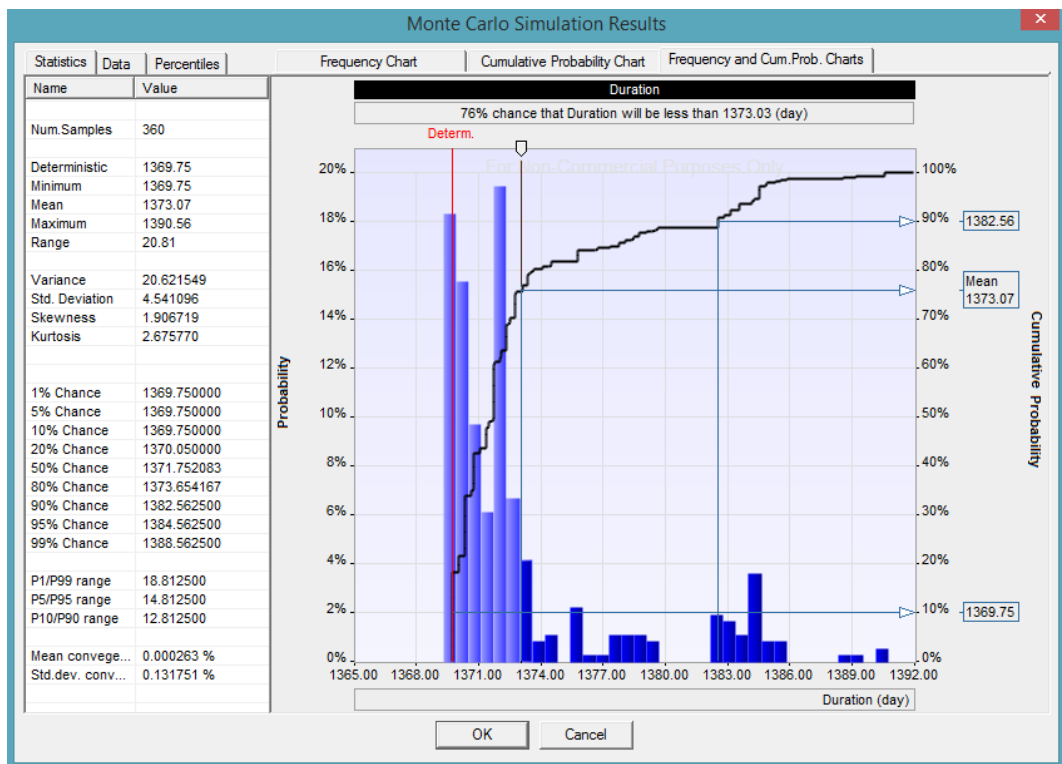 Monte Carlo Simulation Results
Statistics Data Percentiles
Frequency Chart Cumulative Probability Chart Frequency and Cum.Prob. Charts
Name Value
Num.Samples 360
Deterministic 1369.75
Minimum 1369.75
Mean 1373.07
Maximum 1390.56
Range 20.81
Variance 20.621549
Std. Deviation 4.541096
Skewness 1.906719
Kurtosis 2.675770
1% Chance 1369.750000
5% Chance 1369.750000
10% Chance 1369.750000
20% Chance 1370.050000
50% Chance 1371.752083
80% Chance 1373.654167
90% Chance 1382.562500
95% Chance 1384.562500
99% Chance 1388.562500
P1/P99 range 18.812500
P5/P95 range 14.812500
P10/P90 range 12.812500
Mean convege... 0.000263 %
Std.dev. conv... 0.131751 %
Duration
76% chance that Duration will be less than 1373.03 (day)
Determ.
For Non-Commercial Purposes Only
Probability
20%
18%
16%
14%
12%
10%
8%
6%
4%
2%
0%
100%
90%
80%
70%
60%
50%
40%
30%
20%
10%
0%
Cumulative Probability
1382.56
Mean
1373.07
1369.75
1365.00 1368.00 1371.00 1374.00 1377.00 1380.00 1383.00 1386.00 1389.00 1392.00
Duration (day)
OK Cancel